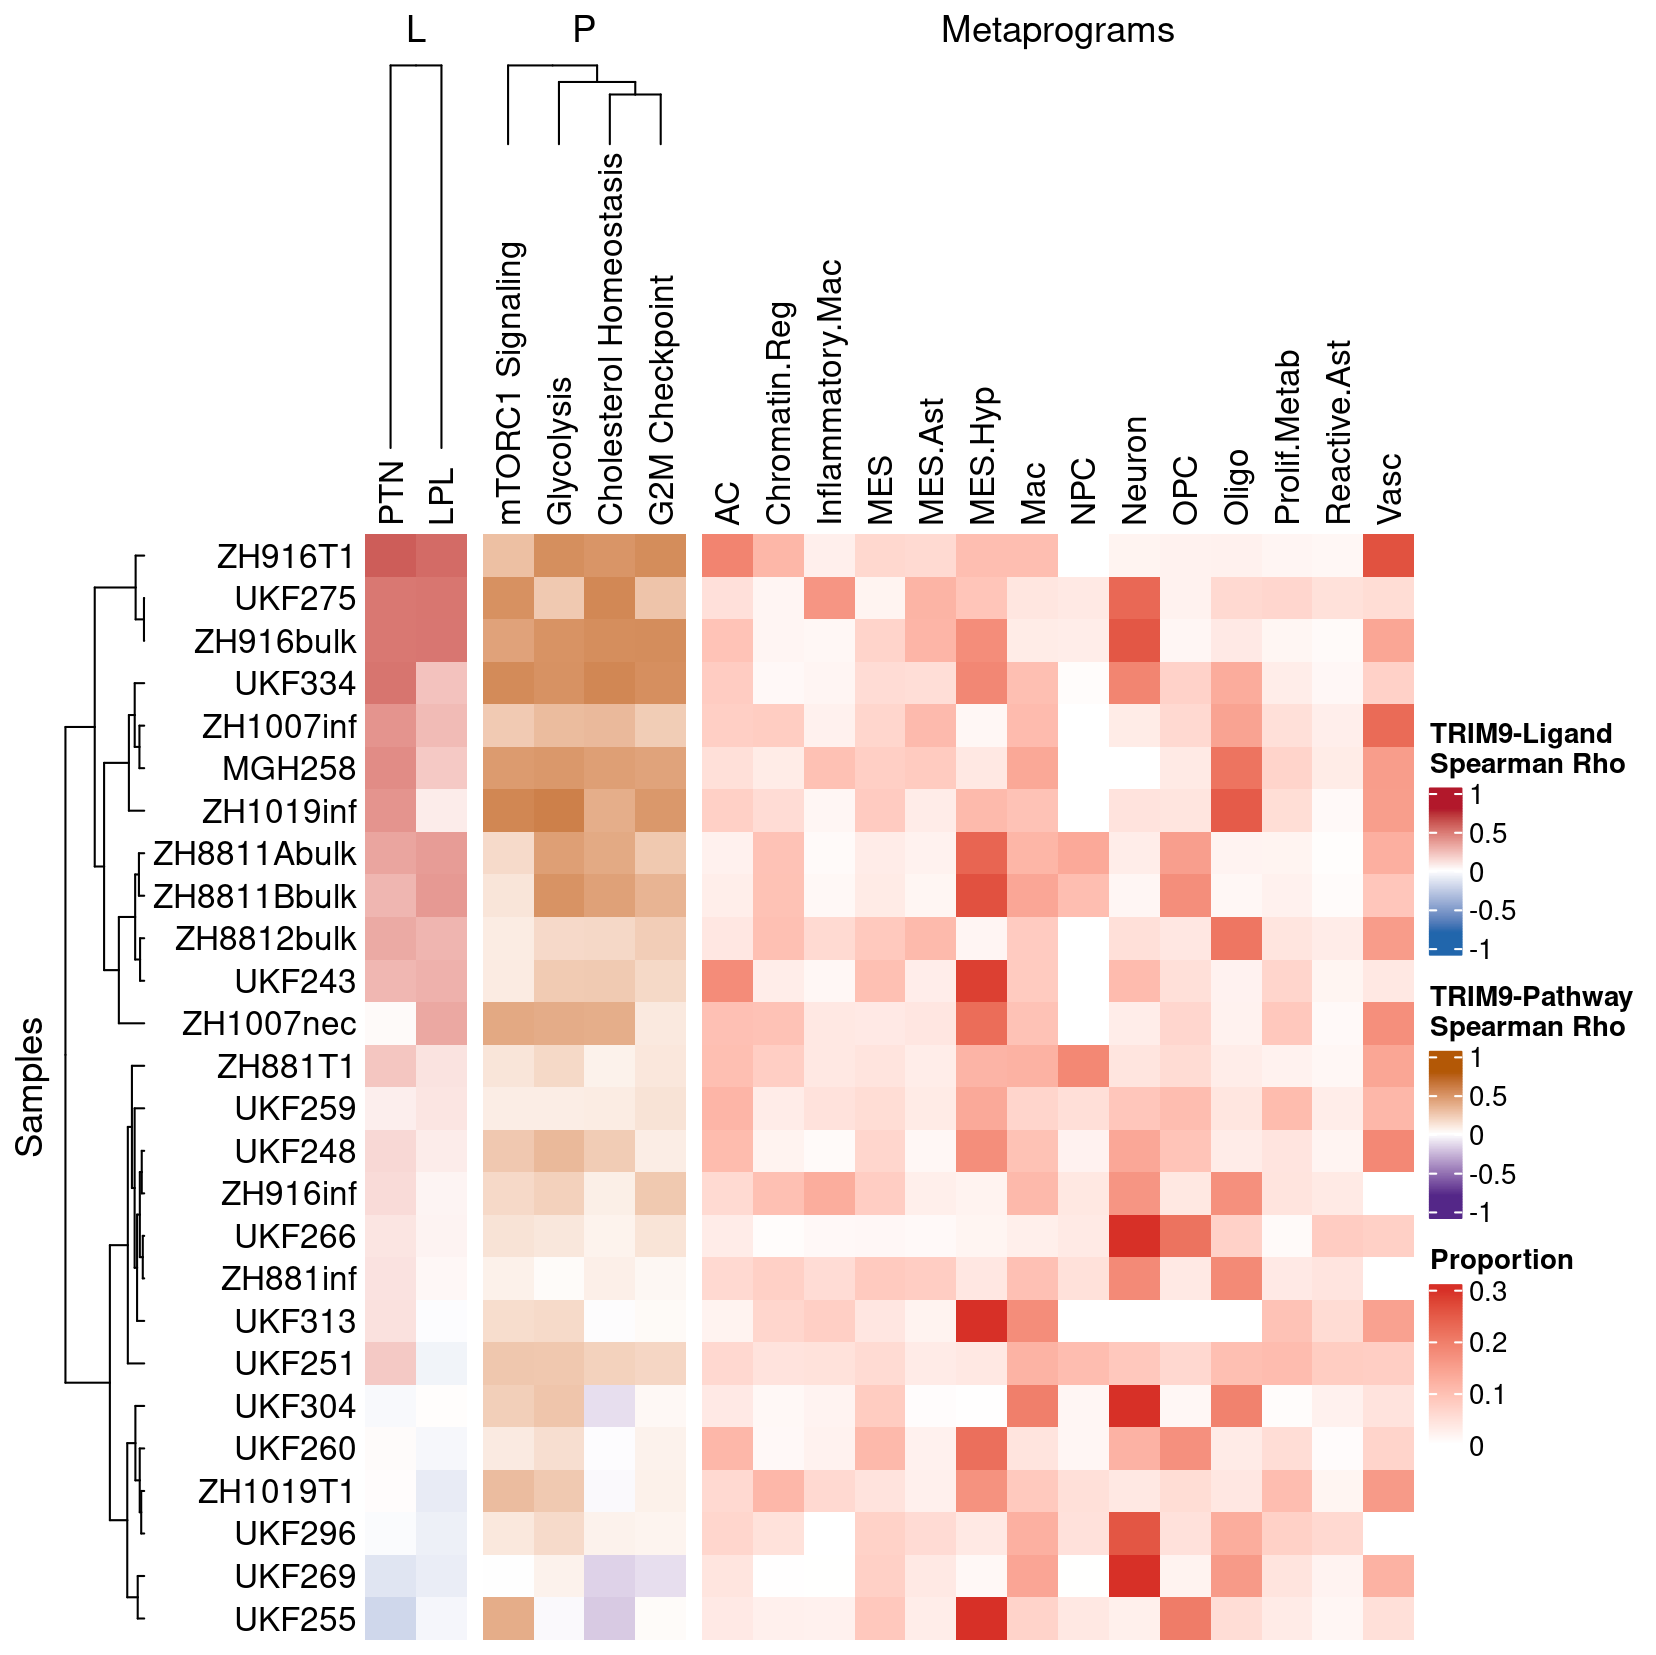 L P Metaprograms
mTORC1 Signaling
Glycolysis
Cholesterol Homeostasis
G2M Checkpoint
PTN
LPL
AC
Chromatin.Reg
Inflammatory.Mac
MES
MES.Ast
MES.Hyp
Mac
NPC
Neuron
OPC
Oligo
Prolif.Metab
Reactive.Ast
Vasc
Samples
ZH916T1
UKF275
ZH916bulk
UKF334
ZH1007inf
MGH258
ZH1019inf
ZH8811Abulk
ZH8811Bbulk
ZH8812bulk
UKF243
ZH1007nec
ZH881T1
UKF259
UKF248
ZH916inf
UKF266
ZH881inf
UKF313
UKF251
UKF304
UKF260
ZH1019T1
UKF296
UKF269
UKF255
TRIM9-Ligand
Spearman Rho
1
0.5
0
-0.5
-1
TRIM9-Pathway
Spearman Rho
1
0.5
0
-0.5
-1
Proportion
0.3
0.2
0.1
0